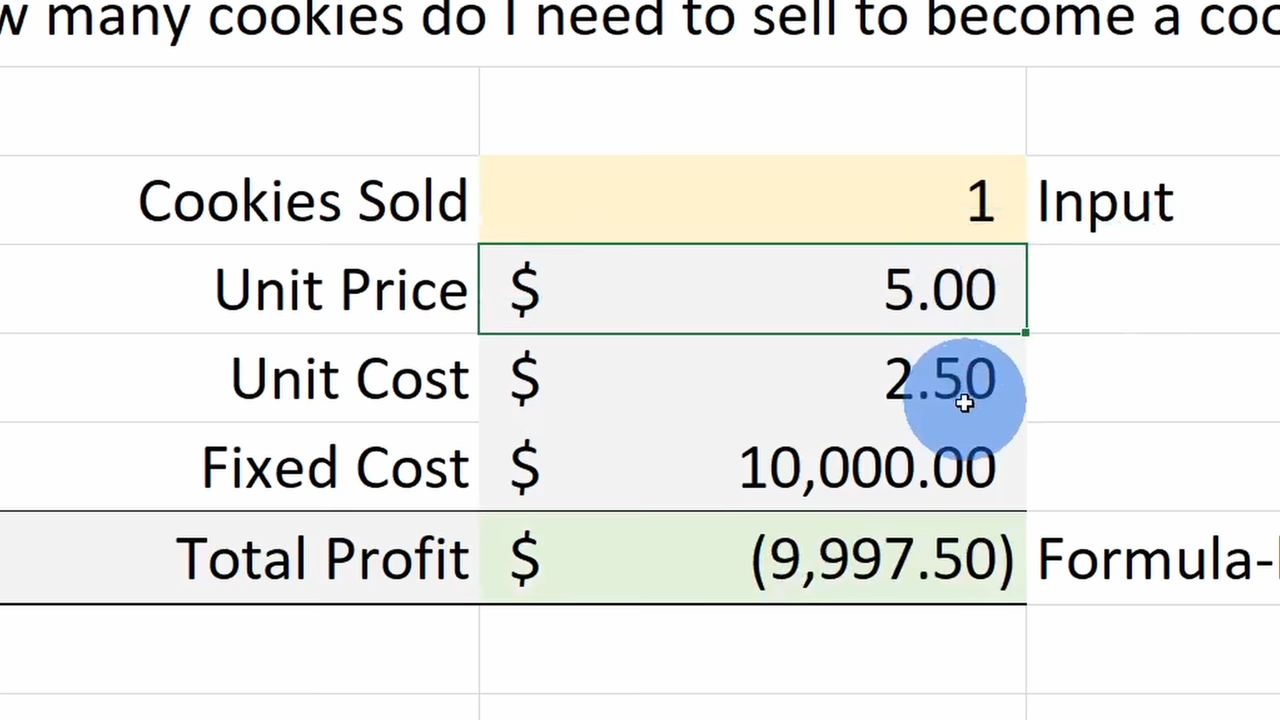 many cookies do I need to sell to become a
Cookies Sold 1 Input
Unit Price $ 5.00
Unit Cost $ 2.50
Fixed Cost $ 10,000.00
Total Profit $ (9,997.50) Formula-